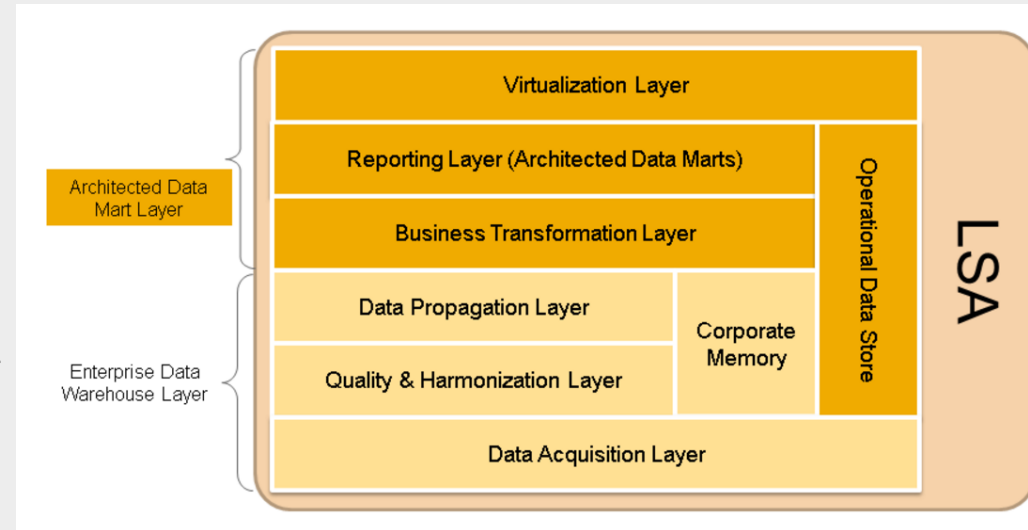 Virtualization Layer
Reporting Layer (Architected Data Marts)
Architected Data
Mart Layer
Business Transformation Layer
Operational Data Store
LSA
Data Propagation Layer
Corporate
Memory
Enterprise Data
Warehouse Layer
Quality & Harmonization Layer
Data Acquisition Layer